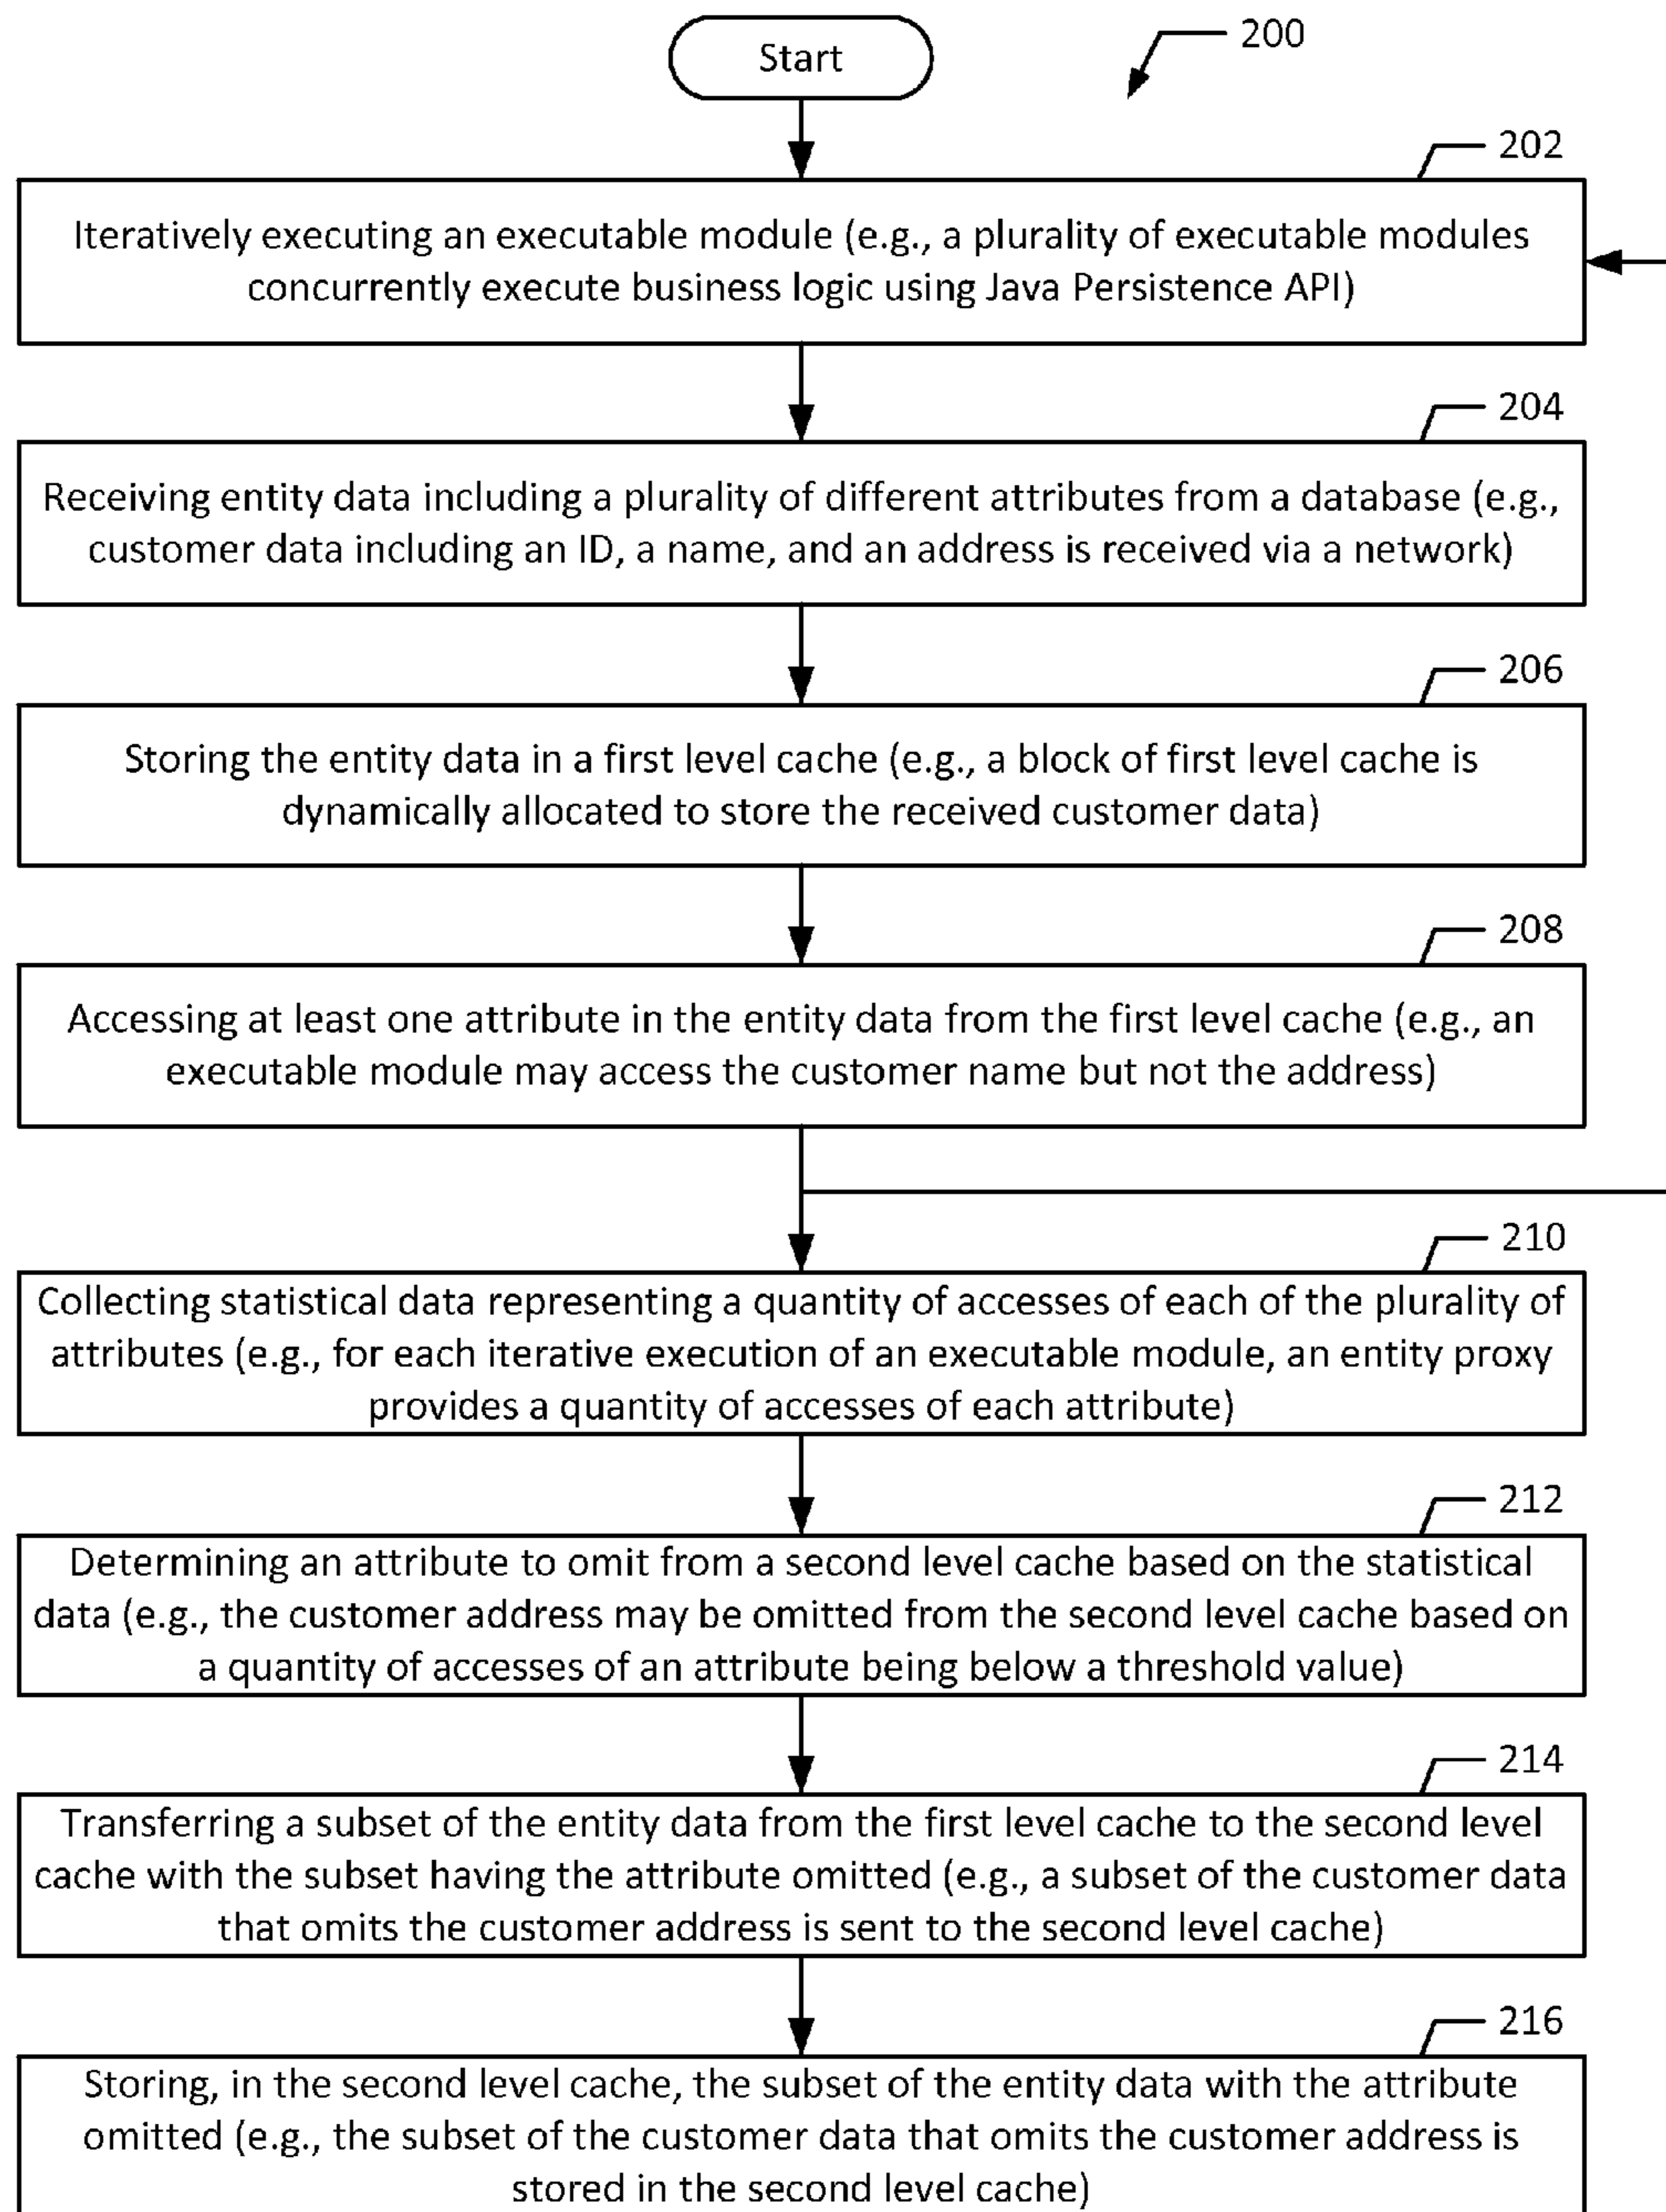 Start
200
202
Iteratively executing an executable module (e.g., a plurality of executable modules
concurrently execute business logic using Java Persistence API)
204
Receiving entity data including a plurality of different attributes from a database (e.g.,
customer data including an ID, a name, and an address is received via a network)
206
Storing the entity data in a first level cache (e.g., a block of first level cache is
dynamically allocated to store the received customer data)
208
Accessing at least one attribute in the entity data from the first level cache (e.g., an
executable module may access the customer name but not the address)
210
Collecting statistical data representing a quantity of accesses of each of the plurality of
attributes (e.g., for each iterative execution of an executable module, an entity proxy
provides a quantity of accesses of each attribute)
212
Determining an attribute to omit from a second level cache based on the statistical
data (e.g., the customer address may be omitted from the second level cache based on
a quantity of accesses of an attribute being below a threshold value)
214
Transferring a subset of the entity data from the first level cache to the second level
cache with the subset having the attribute omitted (e.g., a subset of the customer data
that omits the customer address is sent to the second level cache)
216
Storing, in the second level cache, the subset of the entity data with the attribute
omitted (e.g., the subset of the customer data that omits the customer address is
stored in the second level cache)